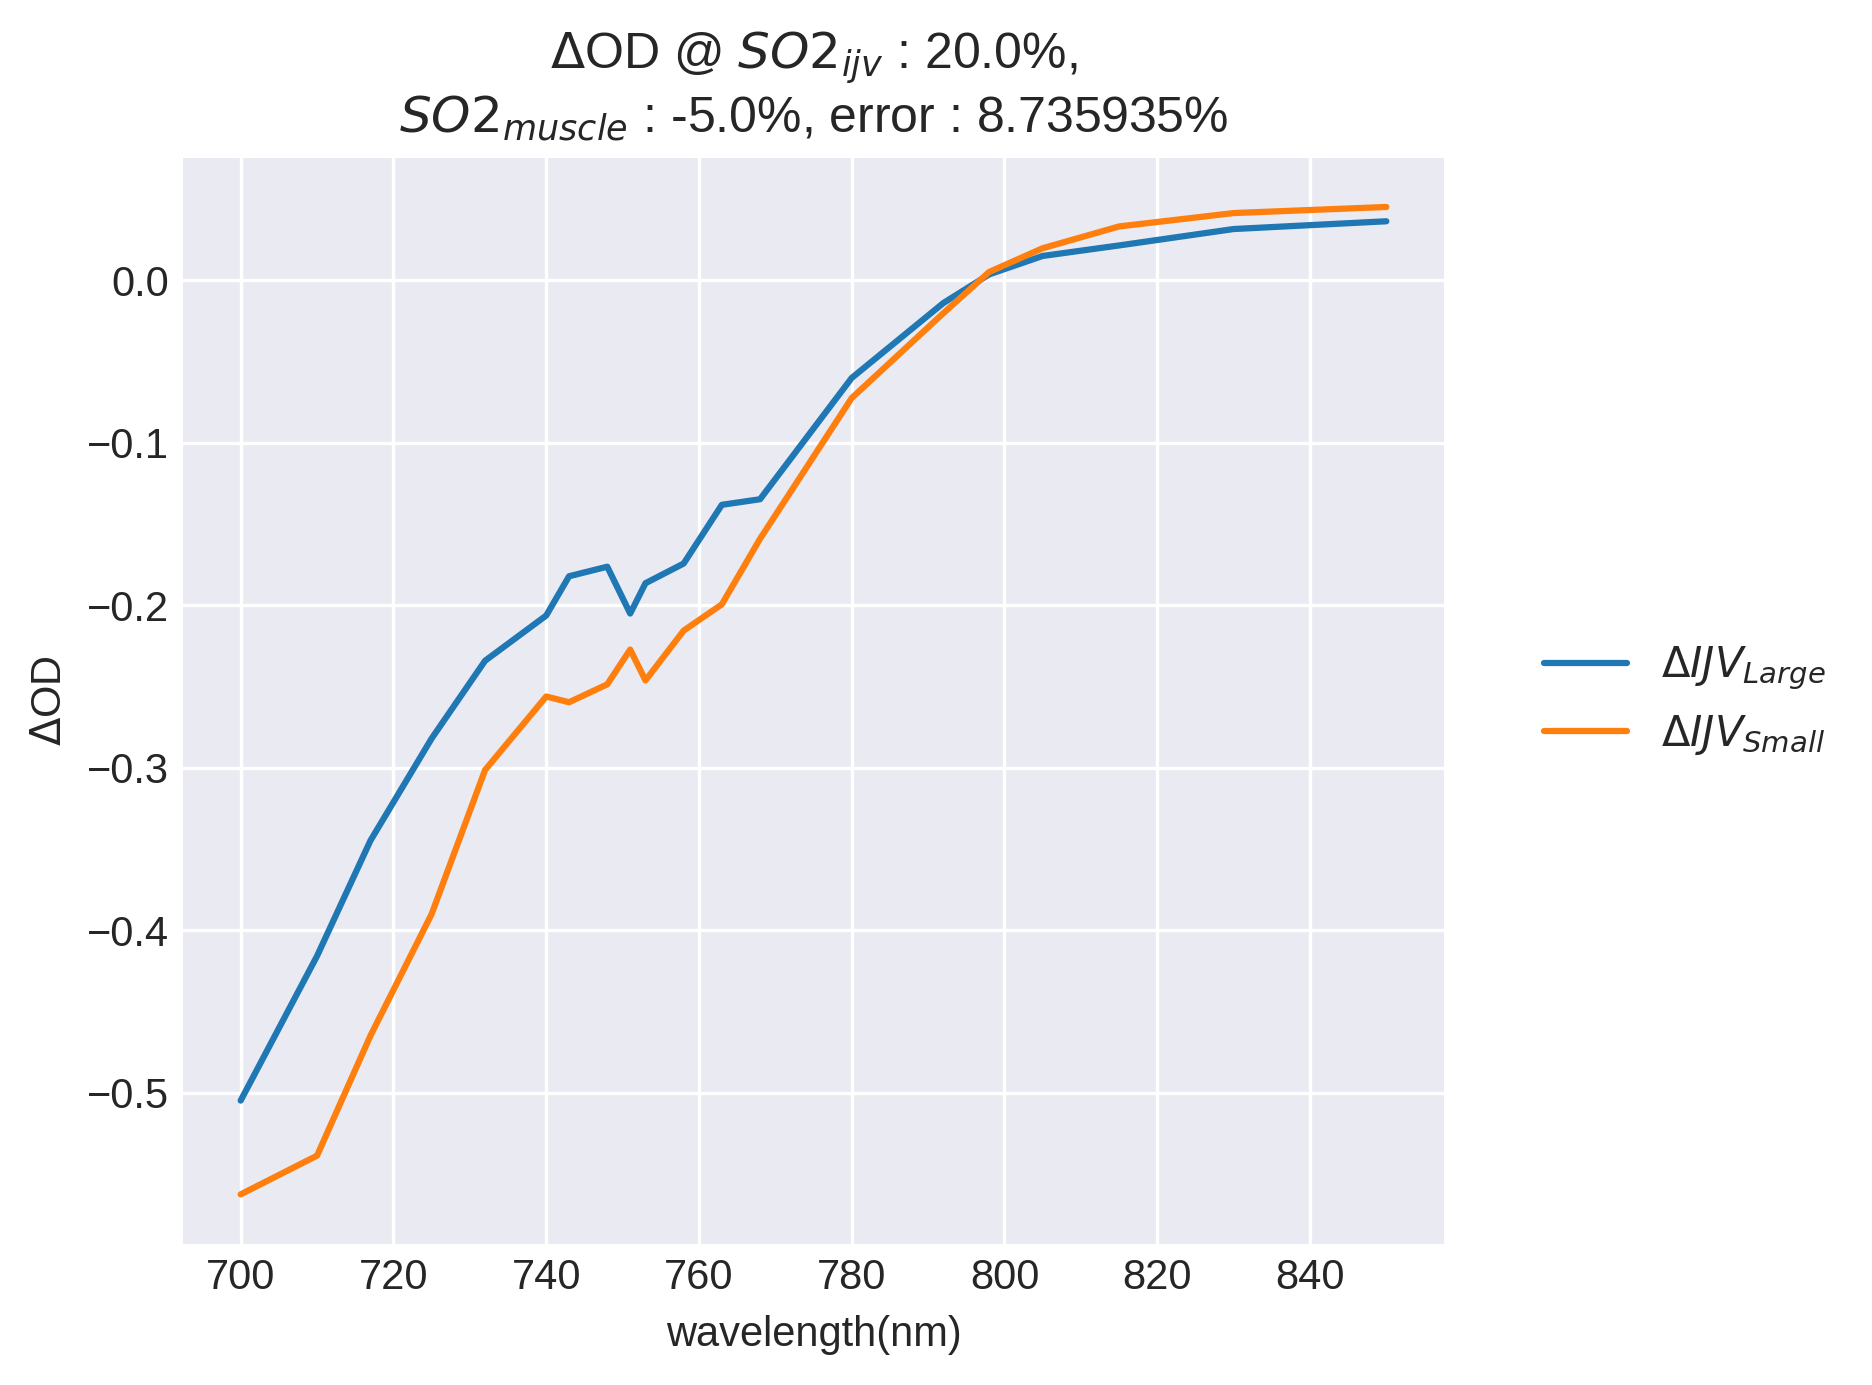 ΔOD @ SO2ijv : 20.0%,
SO2muscle : -5.0%, error : 8.735935%
0.0
−0.1
−0.2
−0.3
−0.4
−0.5
ΔOD
700 720 740 760 780 800 820 840
wavelength(nm)
ΔIJVLarge
ΔIJVSmall